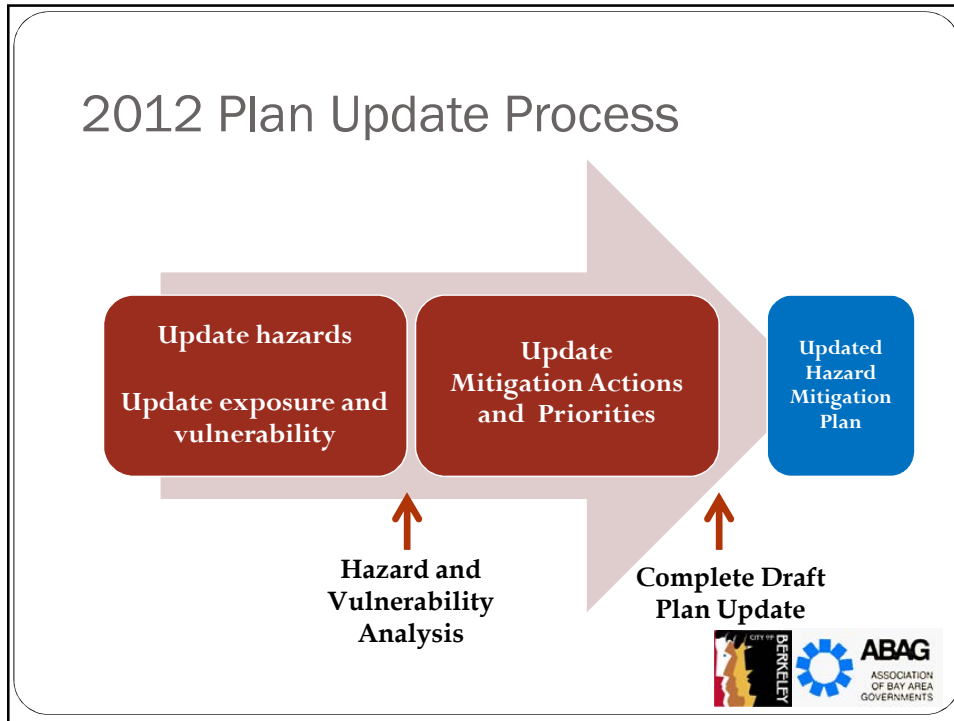 2012 Plan Update Process
Update hazards
Update exposure and
vulnerability
Update
Mitigation Actions
and Priorities
Updated
Hazard
Mitigation
Plan
Hazard and
Vulnerability
Analysis
Complete Draft
Plan Update
CITY OF
BERKELEY
ABAG
ASSOCIATION
OF BAY AREA
GOVERNMENTS